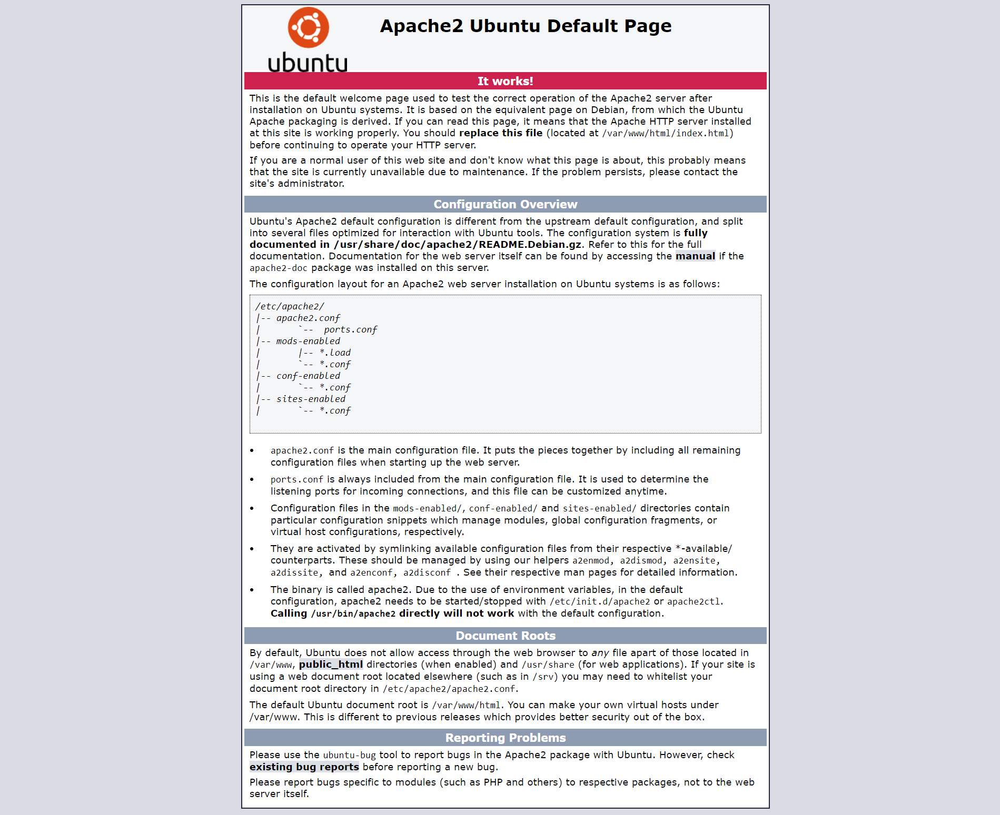 ubuntu
Apache2 Ubuntu Default Page
It works!
This is the default welcome page used to test the correct operation of the Apache2 server after
installation on Ubuntu systems. It is based on the equivalent page on Debian, from which the Ubuntu
Apache packaging is derived. If you can read this page, it means that the Apache HTTP server installed
at this site is working properly. You should replace this file (located at /var/www/html/index.html)
before continuing to operate your HTTP server.
If you are a normal user of this web site and don't know what this page is about, this probably means
that the site is currently unavailable due to maintenance. If the problem persists, please contact the
site's administrator.
Configuration Overview
Ubuntu's Apache2 default configuration is different from the upstream default configuration, and split
into several files optimized for interaction with Ubuntu tools. The configuration system is fully
documented in /usr/share/doc/apache2/README.Debian.gz. Refer to this for the full
documentation. Documentation for the web server itself can be found by accessing the manual if the
apache2-doc package was installed on this server.
The configuration layout for an Apache2 web server installation on Ubuntu systems is as follows:
/etc/apache2/
|-- apache2.conf
|       `--  ports.conf
|-- mods-enabled
|       |-- *.load
|       `-- *.conf
|-- conf-enabled
|       `-- *.conf
|-- sites-enabled
|       `-- *.conf
• apache2.conf is the main configuration file. It puts the pieces together by including all remaining
configuration files when starting up the web server.
• ports.conf is always included from the main configuration file. It is used to determine the
listening ports for incoming connections, and this file can be customized anytime.
• Configuration files in the mods-enabled/, conf-enabled/ and sites-enabled/ directories contain
particular configuration snippets which manage modules, global configuration fragments, or
virtual host configurations, respectively.
• They are activated by symlinking available configuration files from their respective *-available/
counterparts. These should be managed by using our helpers a2enmod, a2dismod, a2ensite,
a2dissite, and a2enconf, a2disconf . See their respective man pages for detailed information.
• The binary is called apache2. Due to the use of environment variables, in the default
configuration, apache2 needs to be started/stopped with /etc/init.d/apache2 or apache2ctl.
Calling /usr/bin/apache2 directly will not work with the default configuration.
Document Roots
By default, Ubuntu does not allow access through the web browser to any file apart of those located in
/var/www, public_html directories (when enabled) and /usr/share (for web applications). If your site is
using a web document root located elsewhere (such as in /srv) you may need to whitelist your
document root directory in /etc/apache2/apache2.conf.
The default Ubuntu document root is /var/www/html. You can make your own virtual hosts under
/var/www. This is different to previous releases which provides better security out of the box.
Reporting Problems
Please use the ubuntu-bug tool to report bugs in the Apache2 package with Ubuntu. However, check
existing bug reports before reporting a new bug.
Please report bugs specific to modules (such as PHP and others) to respective packages, not to the web
server itself.